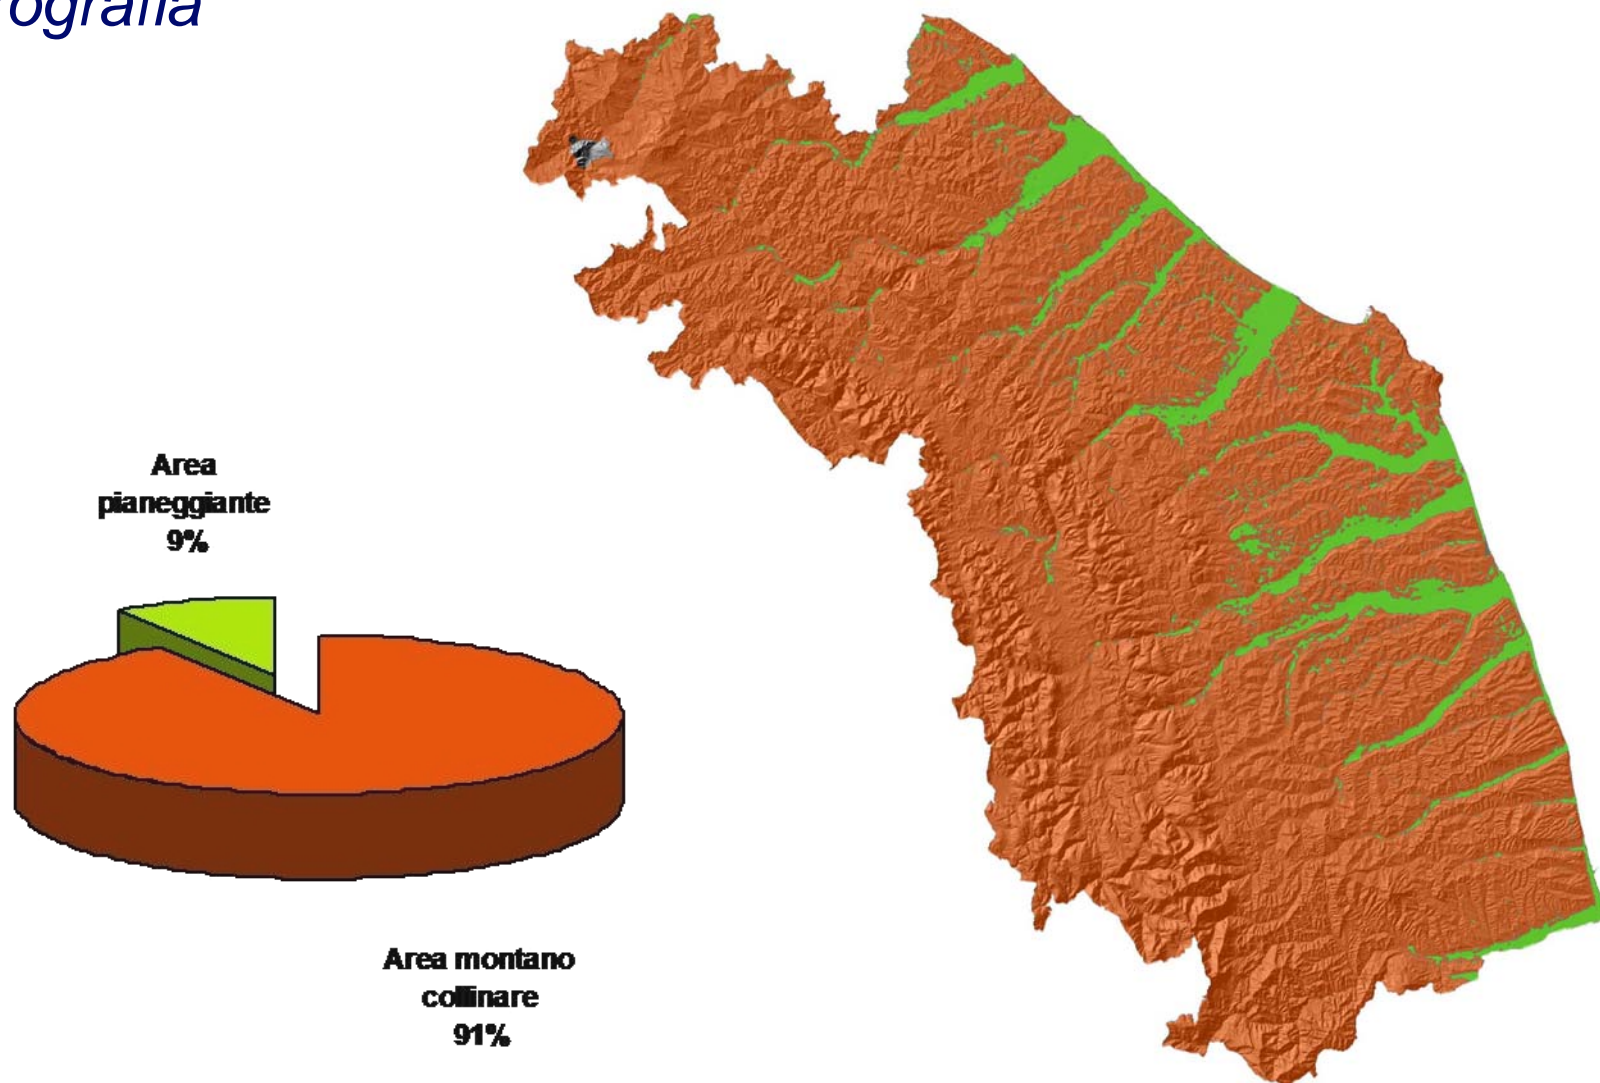 ografia
Area
pianeggiante
9%
Area montano
collinare
91%